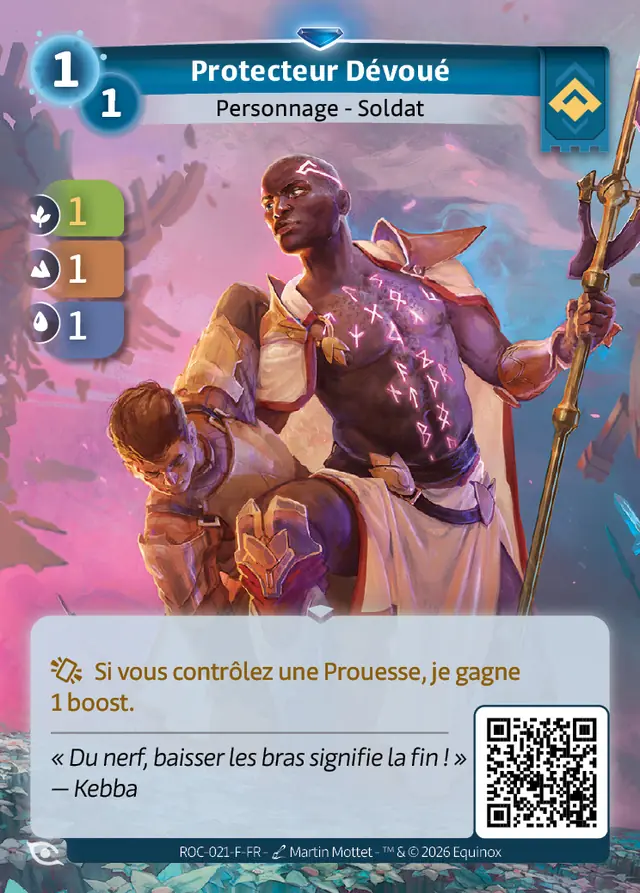 1
Protecteur Dévoué
1
Personnage - Soldat
1
1
1
Si vous contrôlez une Prouesse, je gagne
1 boost.
« Du nerf, baisser les bras signifie la fin ! »
— Kebba
ROC-021-F-FR - Martin Mottet - ™ & © 2026 Equinox